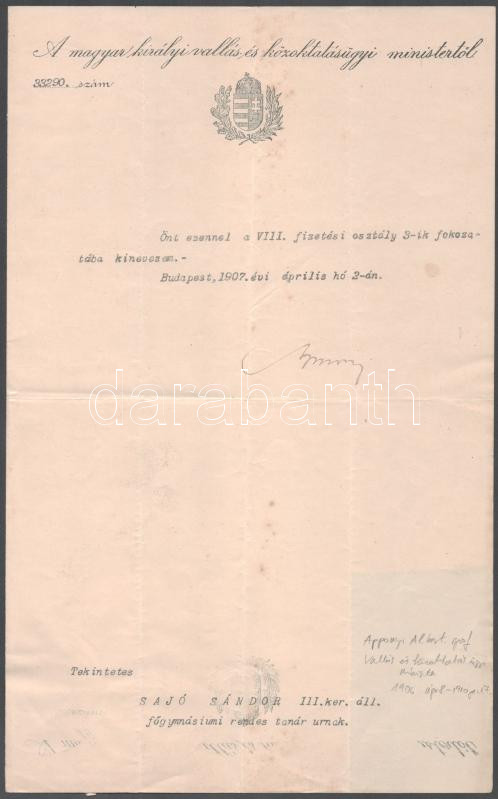 A magyar királyi vallás és közoktatásügyi ministertől
33290. szám
Önt ezennel a VIII. fizetési osztály 3-ik fokoza-
tába kinevezem.-
Budapest, 1907. évi április hó 2-án.
darabanth
Apponyi Albert gróf
Vallás és közoktatásügyi
miniszter
1906 ápr.
Tekintetes
SAJÓ SÁNDOR III.ker. áll.
főgymnásiumi rendes tanár urnak.